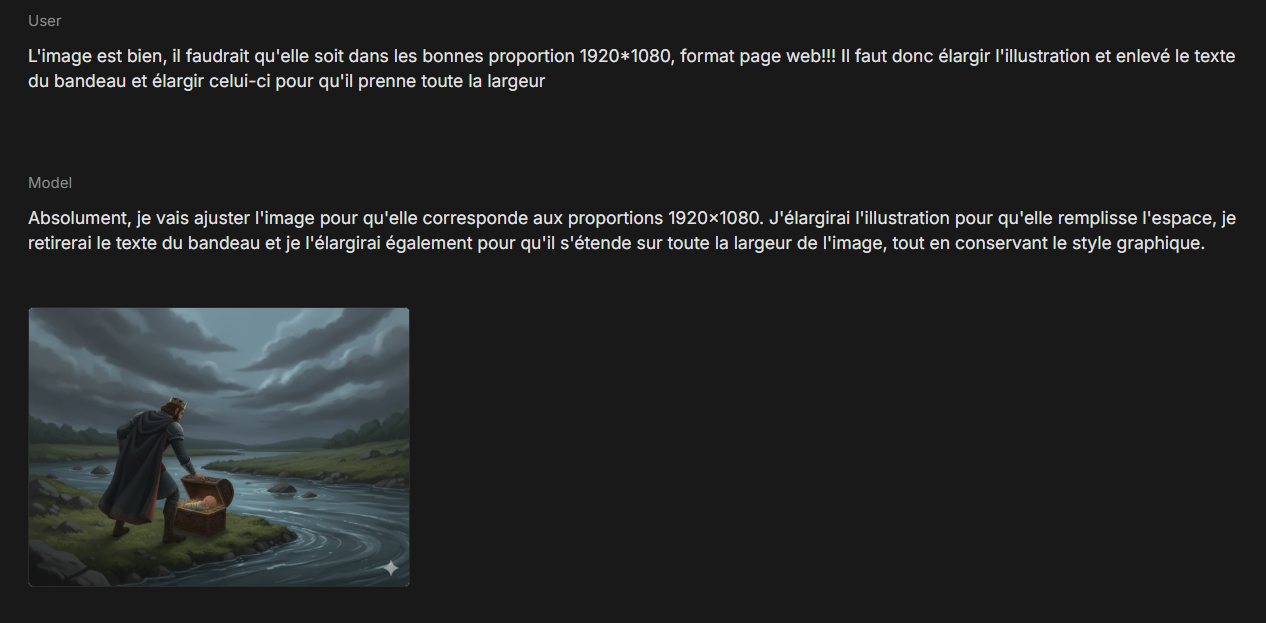 User
L'image est bien, il faudrait qu'elle soit dans les bonnes proportion 1920*1080, format page web!!! Il faut donc élargir l'illustration et enlevé le texte
du bandeau et élargir celui-ci pour qu'il prenne toute la largeur
Model
Absolument, je vais ajuster l'image pour qu'elle corresponde aux proportions 1920×1080. J'élargirai l'illustration pour qu'elle remplisse l'espace, je
retirerai le texte du bandeau et je l'élargirai également pour qu'il s'étende sur toute la largeur de l'image, tout en conservant le style graphique.